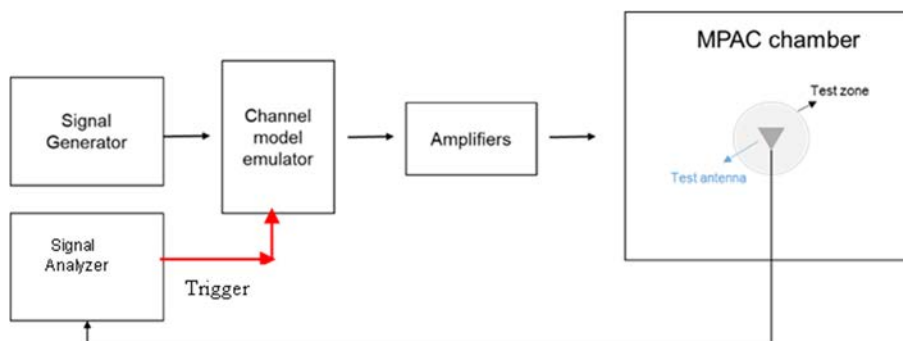 MPAC chamber
Test zone
Test antenna
Signal
Generator
Channel
model
emulator
Amplifiers
Signal
Analyzer
Trigger